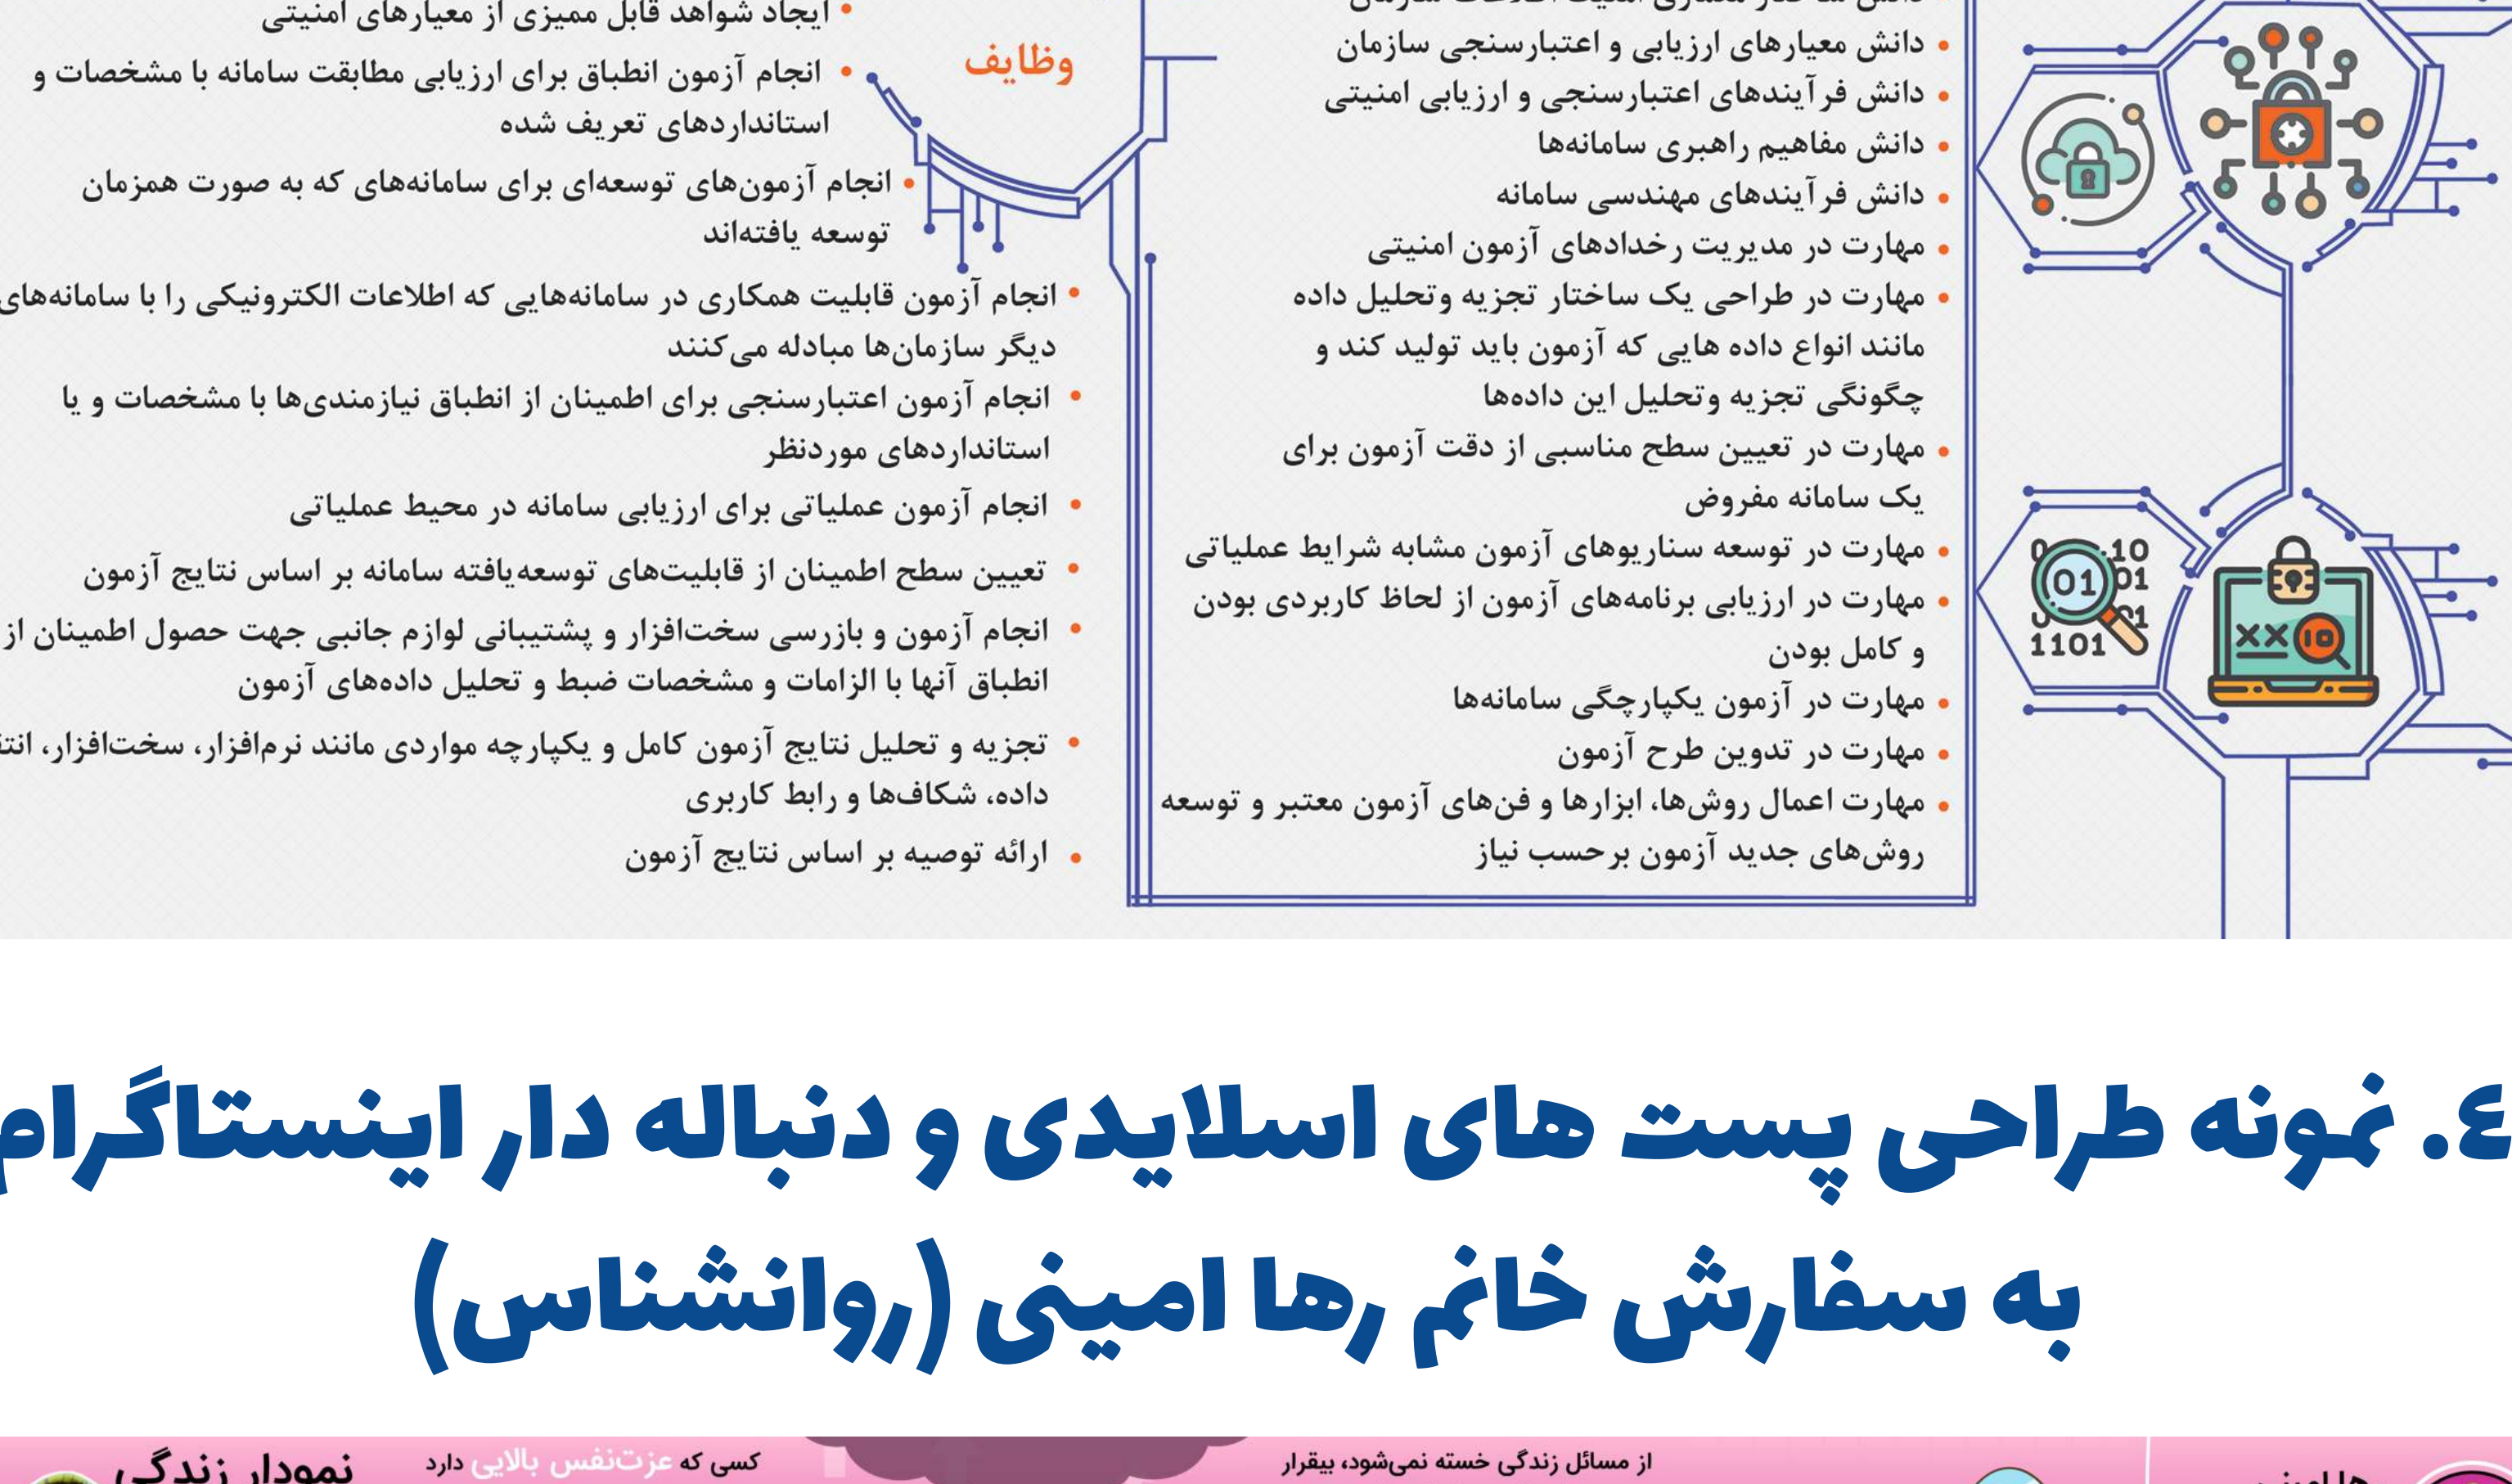 دانش معیارهای ارزیابی و اعتبارسنجی سازمان
دانش فرآیندهای اعتبارسنجی و ارزیابی امنیتی
دانش مفاهیم راهبری سامانه‌ها
دانش فرآیندهای مهندسی سامانه
مهارت در مدیریت رخدادهای آزمون امنیتی
مهارت در طراحی یک ساختار تجزیه وتحلیل داده
مانند انواع داده هایی که آزمون باید تولید کند و
چگونگی تجزیه وتحلیل این داده‌ها
مهارت در تعیین سطح مناسبی از دقت آزمون برای
یک سامانه مفروض
مهارت در توسعه سناریوهای آزمون مشابه شرایط عملیاتی
مهارت در ارزیابی برنامه‌های آزمون از لحاظ کاربردی بودن
و کامل بودن
مهارت در آزمون یکپارچگی سامانه‌ها
مهارت در تدوین طرح آزمون
مهارت اعمال روش‌ها، ابزارها و فن‌های آزمون معتبر و توسعه
روش‌های جدید آزمون برحسب نیاز
وظایف
ایجاد شواهد قابل ممیزی از معیارهای امنیتی
انجام آزمون انطباق برای ارزیابی مطابقت سامانه با مشخصات و
استانداردهای تعریف شده
انجام آزمون‌های توسعه‌ای برای سامانه‌های که به صورت همزمان
توسعه یافته‌اند
انجام آزمون قابلیت همکاری در سامانه‌هایی که اطلاعات الکترونیکی را با سامانه‌های
دیگر سازمان‌ها مبادله می‌کنند
انجام آزمون اعتبارسنجی برای اطمینان از انطباق نیازمندی‌ها با مشخصات و یا
استانداردهای موردنظر
انجام آزمون عملیاتی برای ارزیابی سامانه در محیط عملیاتی
تعیین سطح اطمینان از قابلیت‌های توسعه‌یافته سامانه بر اساس نتایج آزمون
انجام آزمون و بازرسی سخت‌افزار و پشتیبانی لوازم جانبی جهت حصول اطمینان از
انطباق آنها با الزامات و مشخصات ضبط و تحلیل داده‌های آزمون
تجزیه و تحلیل نتایج آزمون کامل و یکپارچه مواردی مانند نرم‌افزار، سخت‌افزار،
داده، شکاف‌ها و رابط کاربری
ارائه توصیه بر اساس نتایج آزمون
٤. نمونه طراحی پست های اسلایدی و دنباله دار اینستاگرام
به سفارش خانم رها امینی (روانشناس)
از مسائل زندگی خسته نمی‌شود، بیقرار
کسی که عزت‌نفس بالایی دارد
نمودار زندگی